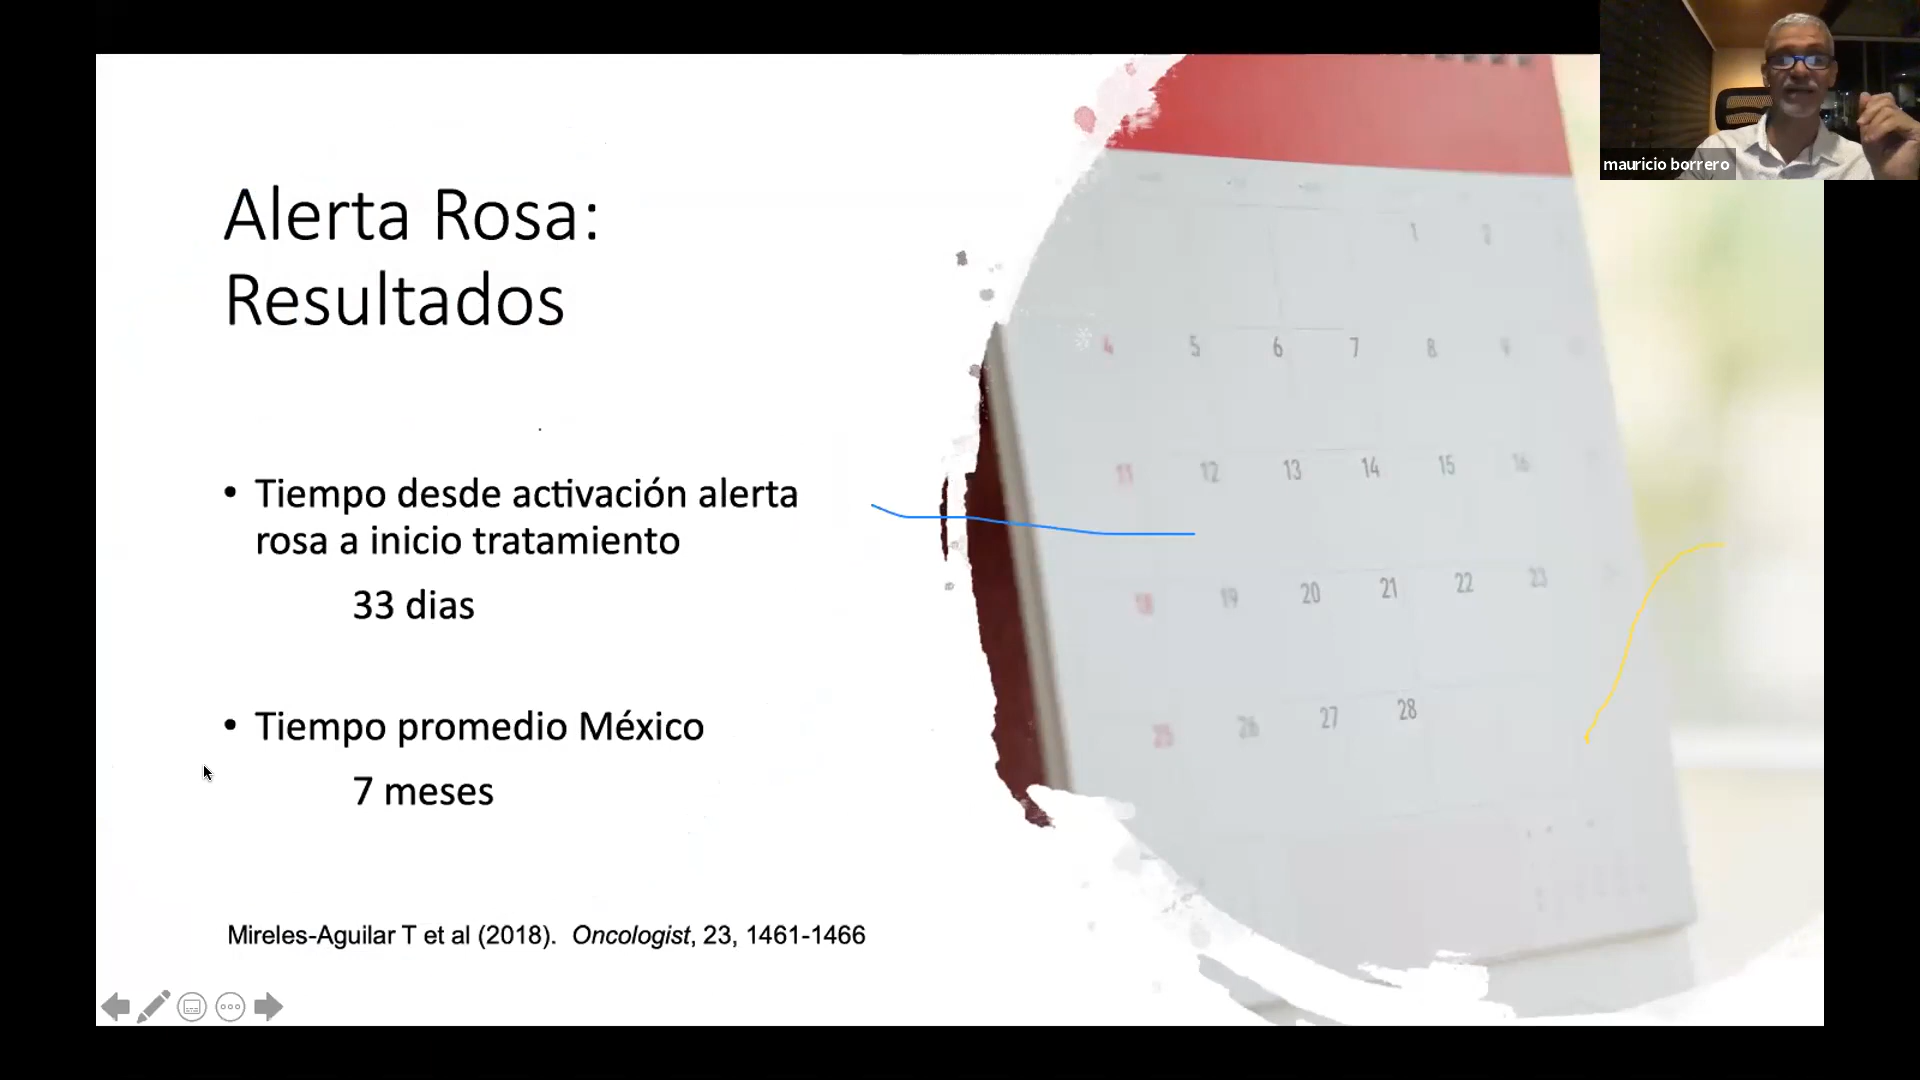 mauricio borrero
Alerta Rosa:
Resultados
• Tiempo desde activación alerta
rosa a inicio tratamiento
33 dias
• Tiempo promedio México
7 meses
Mireles-Aguilar T et al (2018). Oncologist, 23, 1461-1466
1 2
4 5 6 7 8 9
11 12 13 14 15 16
18 19 20 21 22 23
25 26 27 28